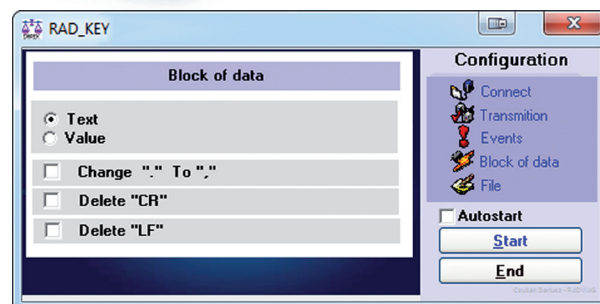 RAD_KEY
Block of data
Text
Value
Change "." To ","
Delete "CR"
Delete "LF"
Configuration
Connect
Transmition
Events
Block of data
File
Autostart
Start
End